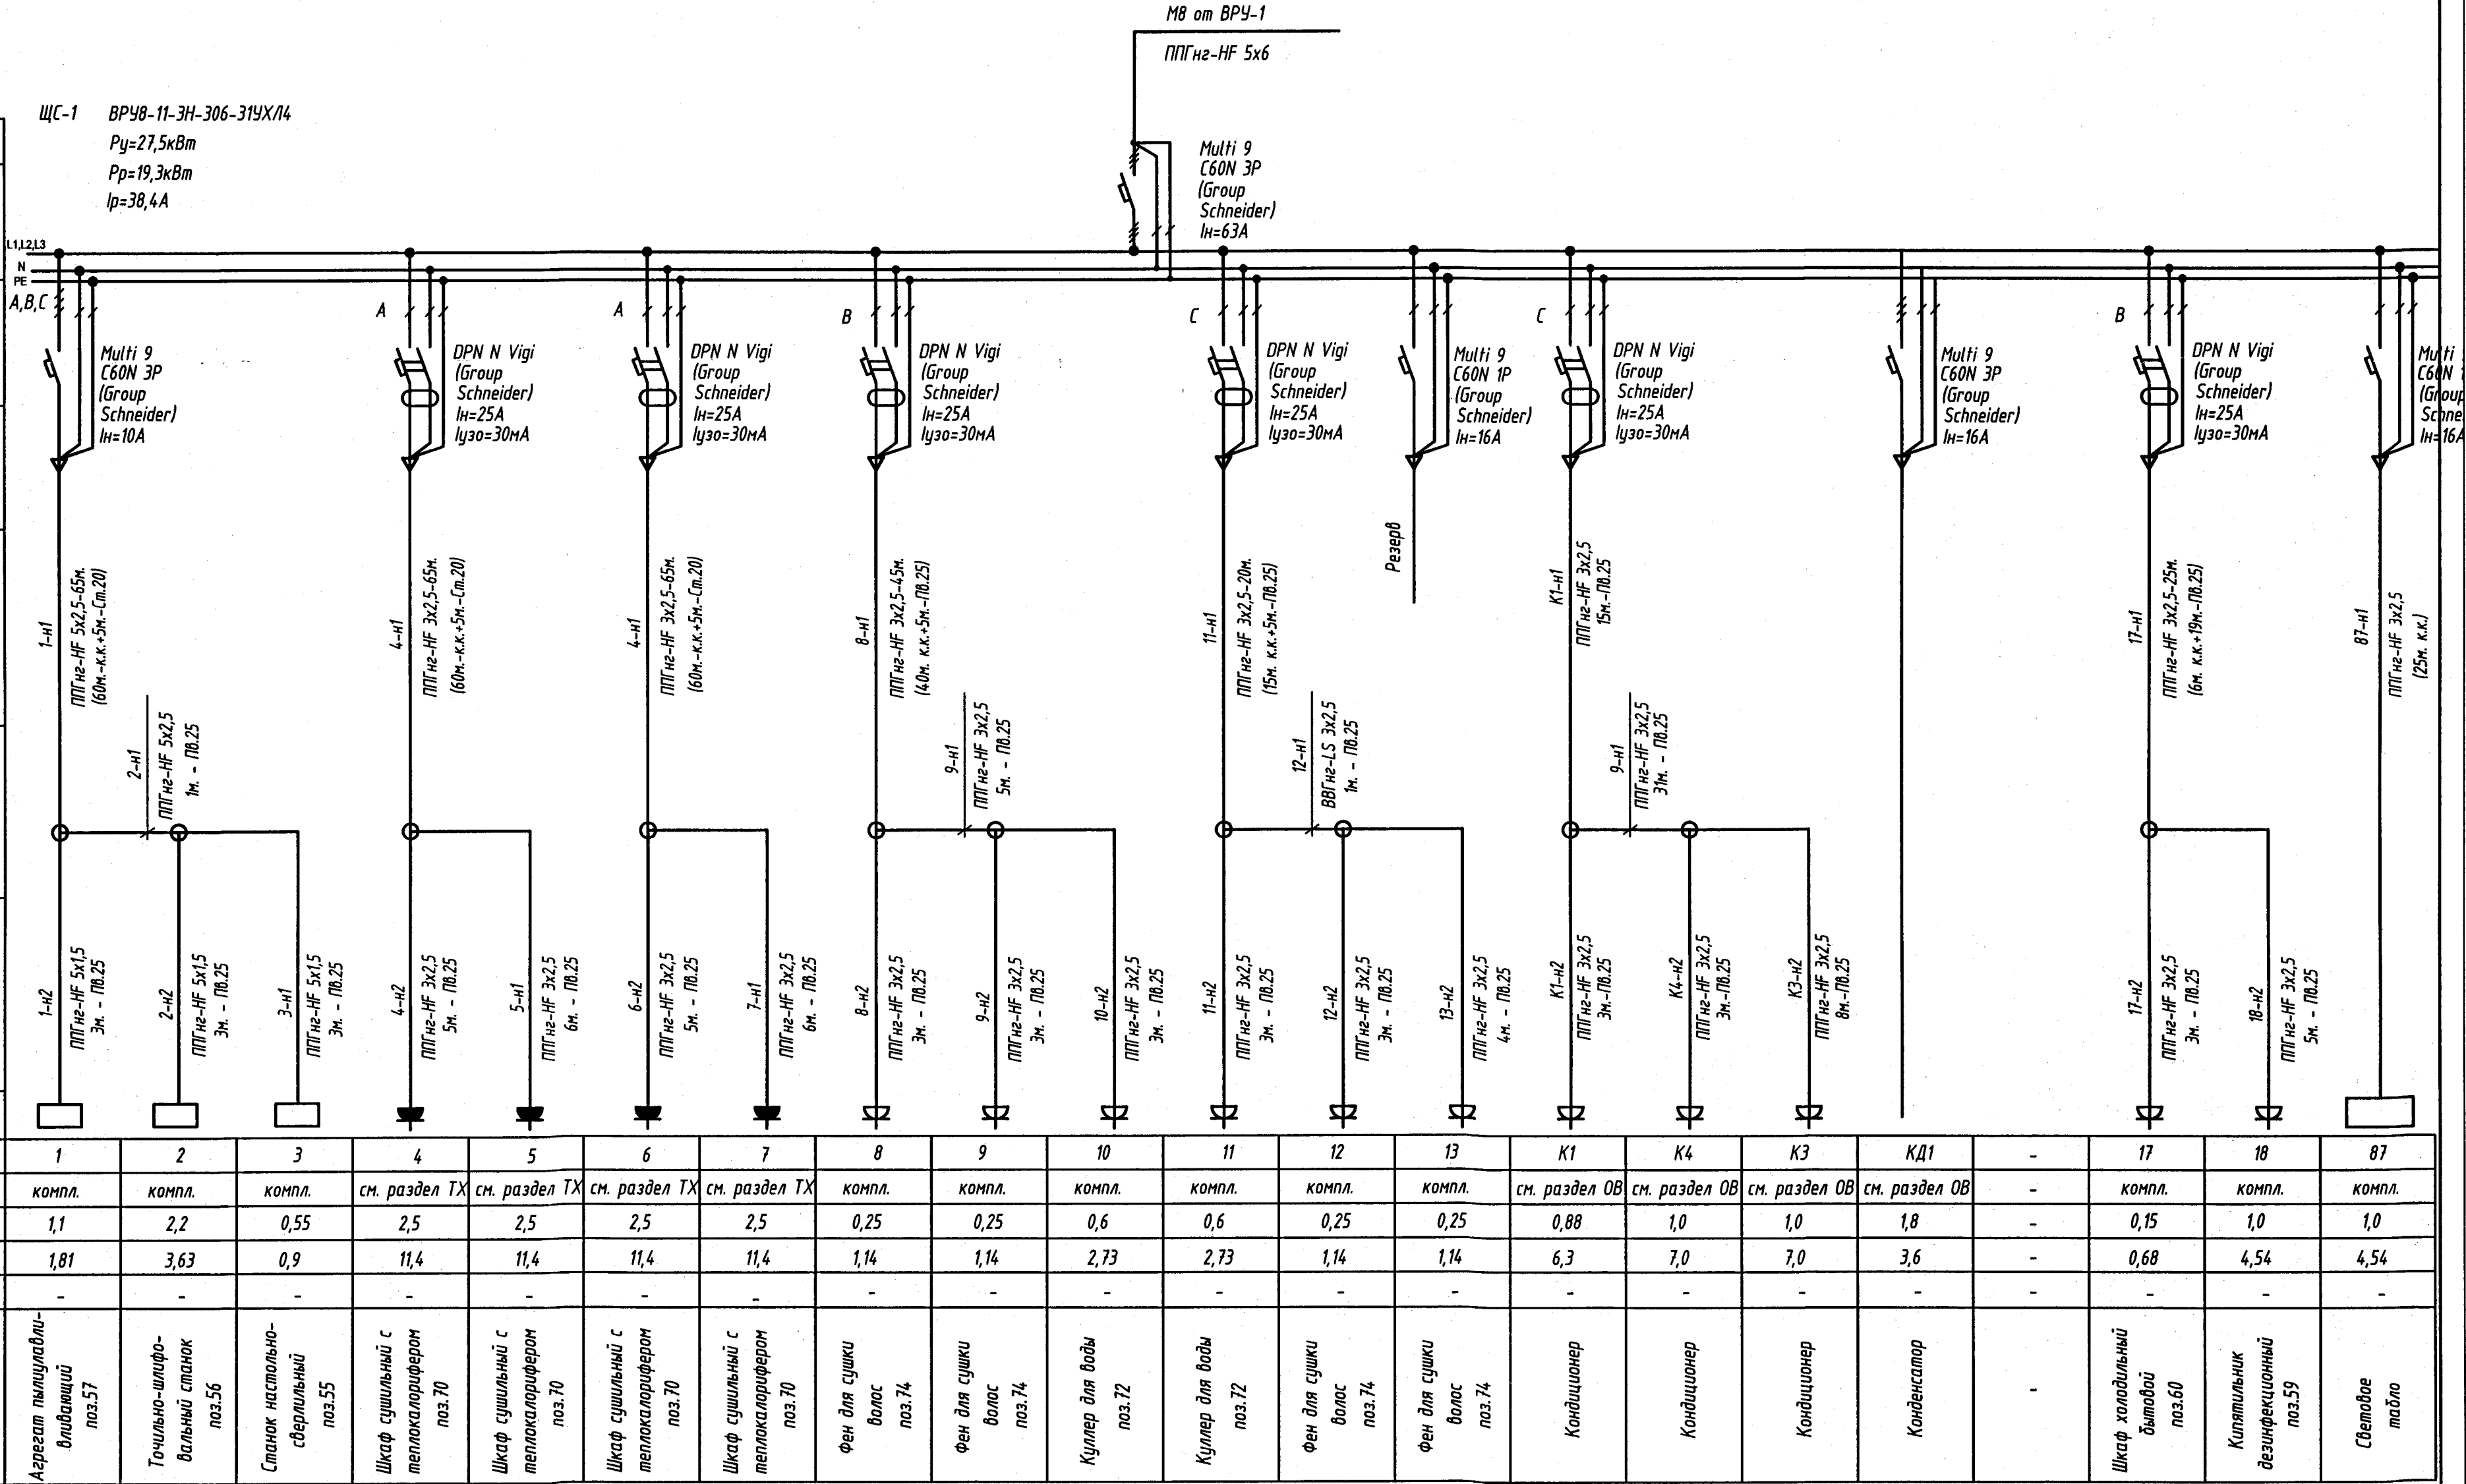 М8 от ВРУ-1
ППГнг-HF 5х6
ЩС-1 ВРУ8-11-3Н-306-31УХЛ4
Ру=27,5кВт
Рр=19,3кВт
Iр=38,4А
Multi 9
C60N 3P
(Group
Schneider)
Iн=63А
L1,L2,L3
N
PE
А,В,С
А
А
В
С
С
В
Multi 9
C60N 3P
(Group
Schneider)
Iн=10А
DPN N Vigi
(Group
Schneider)
Iн=25А
Iузо=30мА
DPN N Vigi
(Group
Schneider)
Iн=25А
Iузо=30мА
DPN N Vigi
(Group
Schneider)
Iн=25А
Iузо=30мА
DPN N Vigi
(Group
Schneider)
Iн=25А
Iузо=30мА
Multi 9
C60N 1P
(Group
Schneider)
Iн=16А
DPN N Vigi
(Group
Schneider)
Iн=25А
Iузо=30мА
Multi 9
C60N 3P
(Group
Schneider)
Iн=16А
DPN N Vigi
(Group
Schneider)
Iн=25А
Iузо=30мА
Multi
C60N 1
(Group
Schne
Iн=16А
1-н1
ППГнг-HF 5х2,5-65м.
(60м.-к.к.+5м.-Ст.20)
4-н1
ППГнг-HF 3х2,5-65м.
(60м.-к.к.+5м.-Ст.20)
4-н1
ППГнг-HF 3х2,5-65м.
(60м.-к.к.+5м.-Ст.20)
8-н1
ППГнг-HF 3х2,5-45м.
(40м. к.к.+5м.-Пв.25)
11-н1
ППГнг-HF 3х2,5-20м.
(15м. к.к.+5м.-Пв.25)
Резерв
К1-н1
ППГнг-HF 3х2,5
15м.-Пв.25
17-н1
ППГнг-HF 3х2,5-25м.
(6м. к.к.+19м.-Пв.25)
87-н1
ППГнг-HF 3х2,5
(25м. к.к.)
2-н1
ППГнг-HF 5х2,5
1м. - Пв.25
9-н1
ППГнг-HF 3х2,5
5м. - Пв.25
12-н1
ВВГнг-LS 3х2,5
1м. - Пв.25
9-н1
ППГнг-HF 3х2,5
31м. - Пв.25
1-н2
ППГнг-HF 5х1,5
3м. - Пв.25
2-н2
ППГнг-HF 5х1,5
3м. - Пв.25
3-н1
ППГнг-HF 5х1,5
3м. - Пв.25
4-н2
ППГнг-HF 3х2,5
5м. - Пв.25
5-н1
ППГнг-HF 3х2,5
6м. - Пв.25
6-н2
ППГнг-HF 3х2,5
5м. - Пв.25
7-н1
ППГнг-HF 3х2,5
6м. - Пв.25
8-н2
ППГнг-HF 3х2,5
3м. - Пв.25
9-н2
ППГнг-HF 3х2,5
3м. - Пв.25
10-н2
ППГнг-HF 3х2,5
3м. - Пв.25
11-н2
ППГнг-HF 3х2,5
3м. - Пв.25
12-н2
ППГнг-HF 3х2,5
3м. - Пв.25
13-н2
ППГнг-HF 3х2,5
4м. - Пв.25
К1-н2
ППГнг-HF 3х2,5
3м.-Пв.25
К4-н2
ППГнг-HF 3х2,5
3м.-Пв.25
К3-н2
ППГнг-HF 3х2,5
8м.-Пв.25
17-н2
ППГнг-HF 3х2,5
3м. - Пв.25
18-н2
ППГнг-HF 3х2,5
5м. - Пв.25
1 2 3 4 5 6 7 8 9 10 11 12 13 К1 К4 К3 КД1 - 17 18 87
компл. компл. компл. см. раздел ТХ см. раздел ТХ см. раздел ТХ см. раздел ТХ компл. компл. компл. компл. компл. компл. см. раздел ОВ см. раздел ОВ см. раздел ОВ см. раздел ОВ - компл. компл. компл.
1,1 2,2 0,55 2,5 2,5 2,5 2,5 0,25 0,25 0,6 0,6 0,25 0,25 0,88 1,0 1,0 1,8 - 0,15 1,0 1,0
1,81 3,63 0,9 11,4 11,4 11,4 11,4 1,14 1,14 2,73 2,73 1,14 1,14 6,3 7,0 7,0 3,6 - 0,68 4,54 4,54
- - - - - - - - - - - - - - - - - - - - -
Агрегат пылиулавли-
вливающий
поз.57
Точильно-шлифо-
вальный станок
поз.56
Станок настольно-
сверлильный
поз.55
Шкаф сушильный с
теплокалорифером
поз.70
Шкаф сушильный с
теплокалорифером
поз.70
Шкаф сушильный с
теплокалорифером
поз.70
Шкаф сушильный с
теплокалорифером
поз.70
Фен для сушки
волос
поз.74
Фен для сушки
волос
поз.74
Куллер для воды
поз.72
Куллер для воды
поз.72
Фен для сушки
волос
поз.74
Фен для сушки
волос
поз.74
Кондиционер
Кондиционер
Кондиционер
Конденсатор
-
Шкаф холодильный
бытовой
поз.60
Кипятильник
дезинфекционный
поз.59
Световое
табло